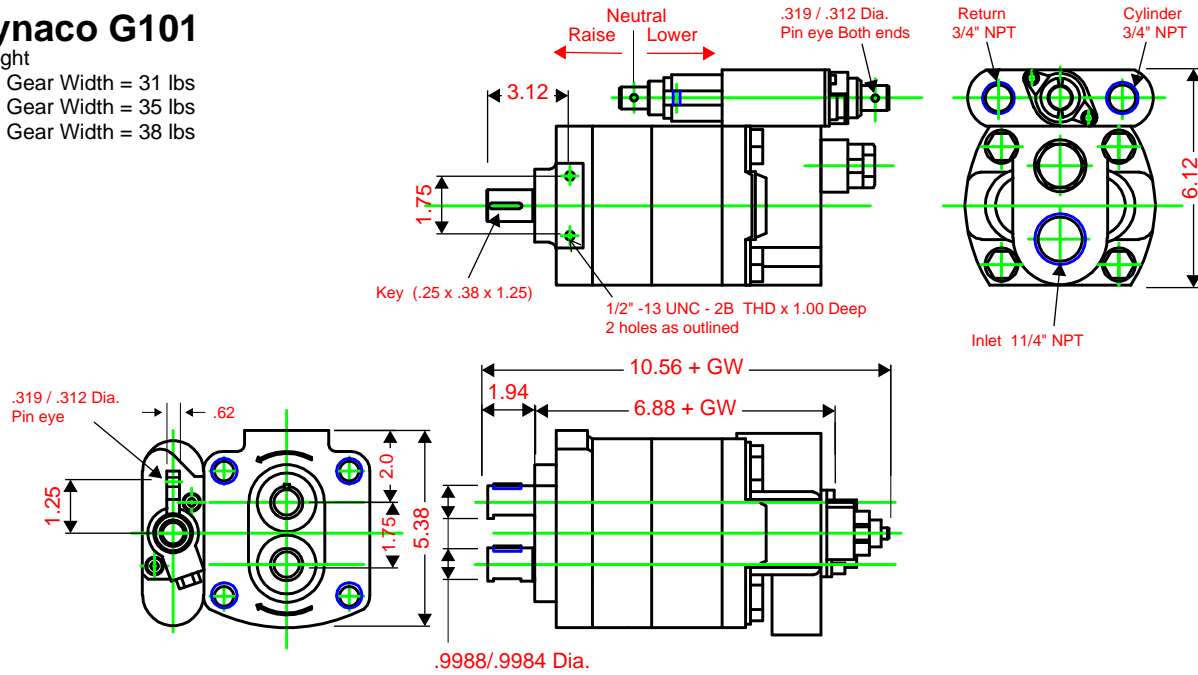 ynaco G101
ght
Gear Width = 31 lbs
Gear Width = 35 lbs
Gear Width = 38 lbs
Neutral
Raise
Lower
.319 / .312 Dia.
Pin eye Both ends
Return
3/4" NPT
Cylinder
3/4" NPT
3.12
1.75
6.12
Key (.25 x .38 x 1.25)
1/2" -13 UNC - 2B THD x 1.00 Deep
2 holes as outlined
Inlet 11/4" NPT
10.56 + GW
1.94
6.88 + GW
.319 / .312 Dia.
Pin eye
.62
1.25
2.0
1.75
5.38
.9988/.9984 Dia.